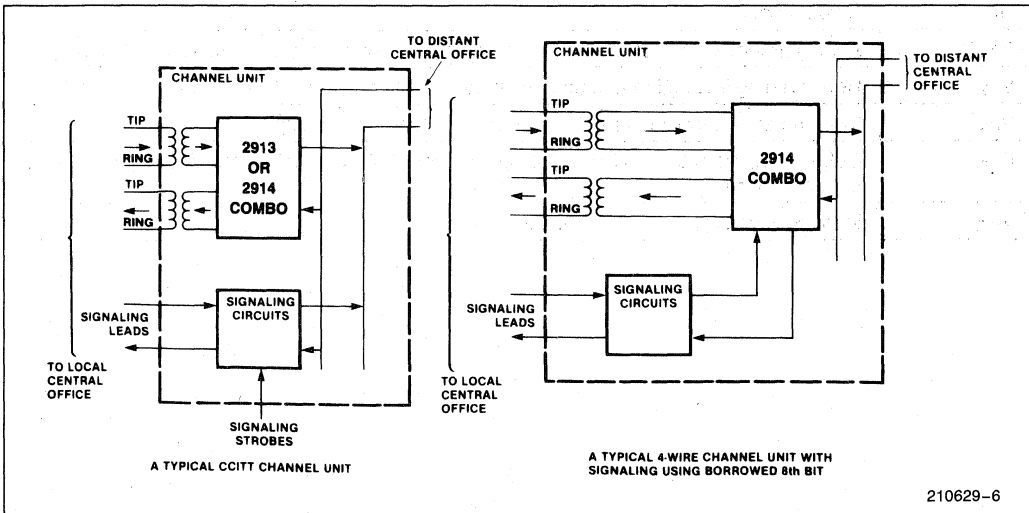 TO DISTANT
CENTRAL OFFICE
CHANNEL UNIT
TIP
RING
TIP
RING
2913
OR
2914
COMBO
SIGNALING
CIRCUITS
SIGNALING
LEADS
TO LOCAL
CENTRAL
OFFICE
SIGNALING
STROBES
A TYPICAL CCITT CHANNEL UNIT
CHANNEL UNIT
TO DISTANT
CENTRAL
OFFICE
TIP
RING
TIP
RING
2914
COMBO
SIGNALING
CIRCUITS
SIGNALING
LEADS
TO LOCAL
CENTRAL
OFFICE
A TYPICAL 4-WIRE CHANNEL UNIT WITH
SIGNALING USING BORROWED 8th BIT
210629–6